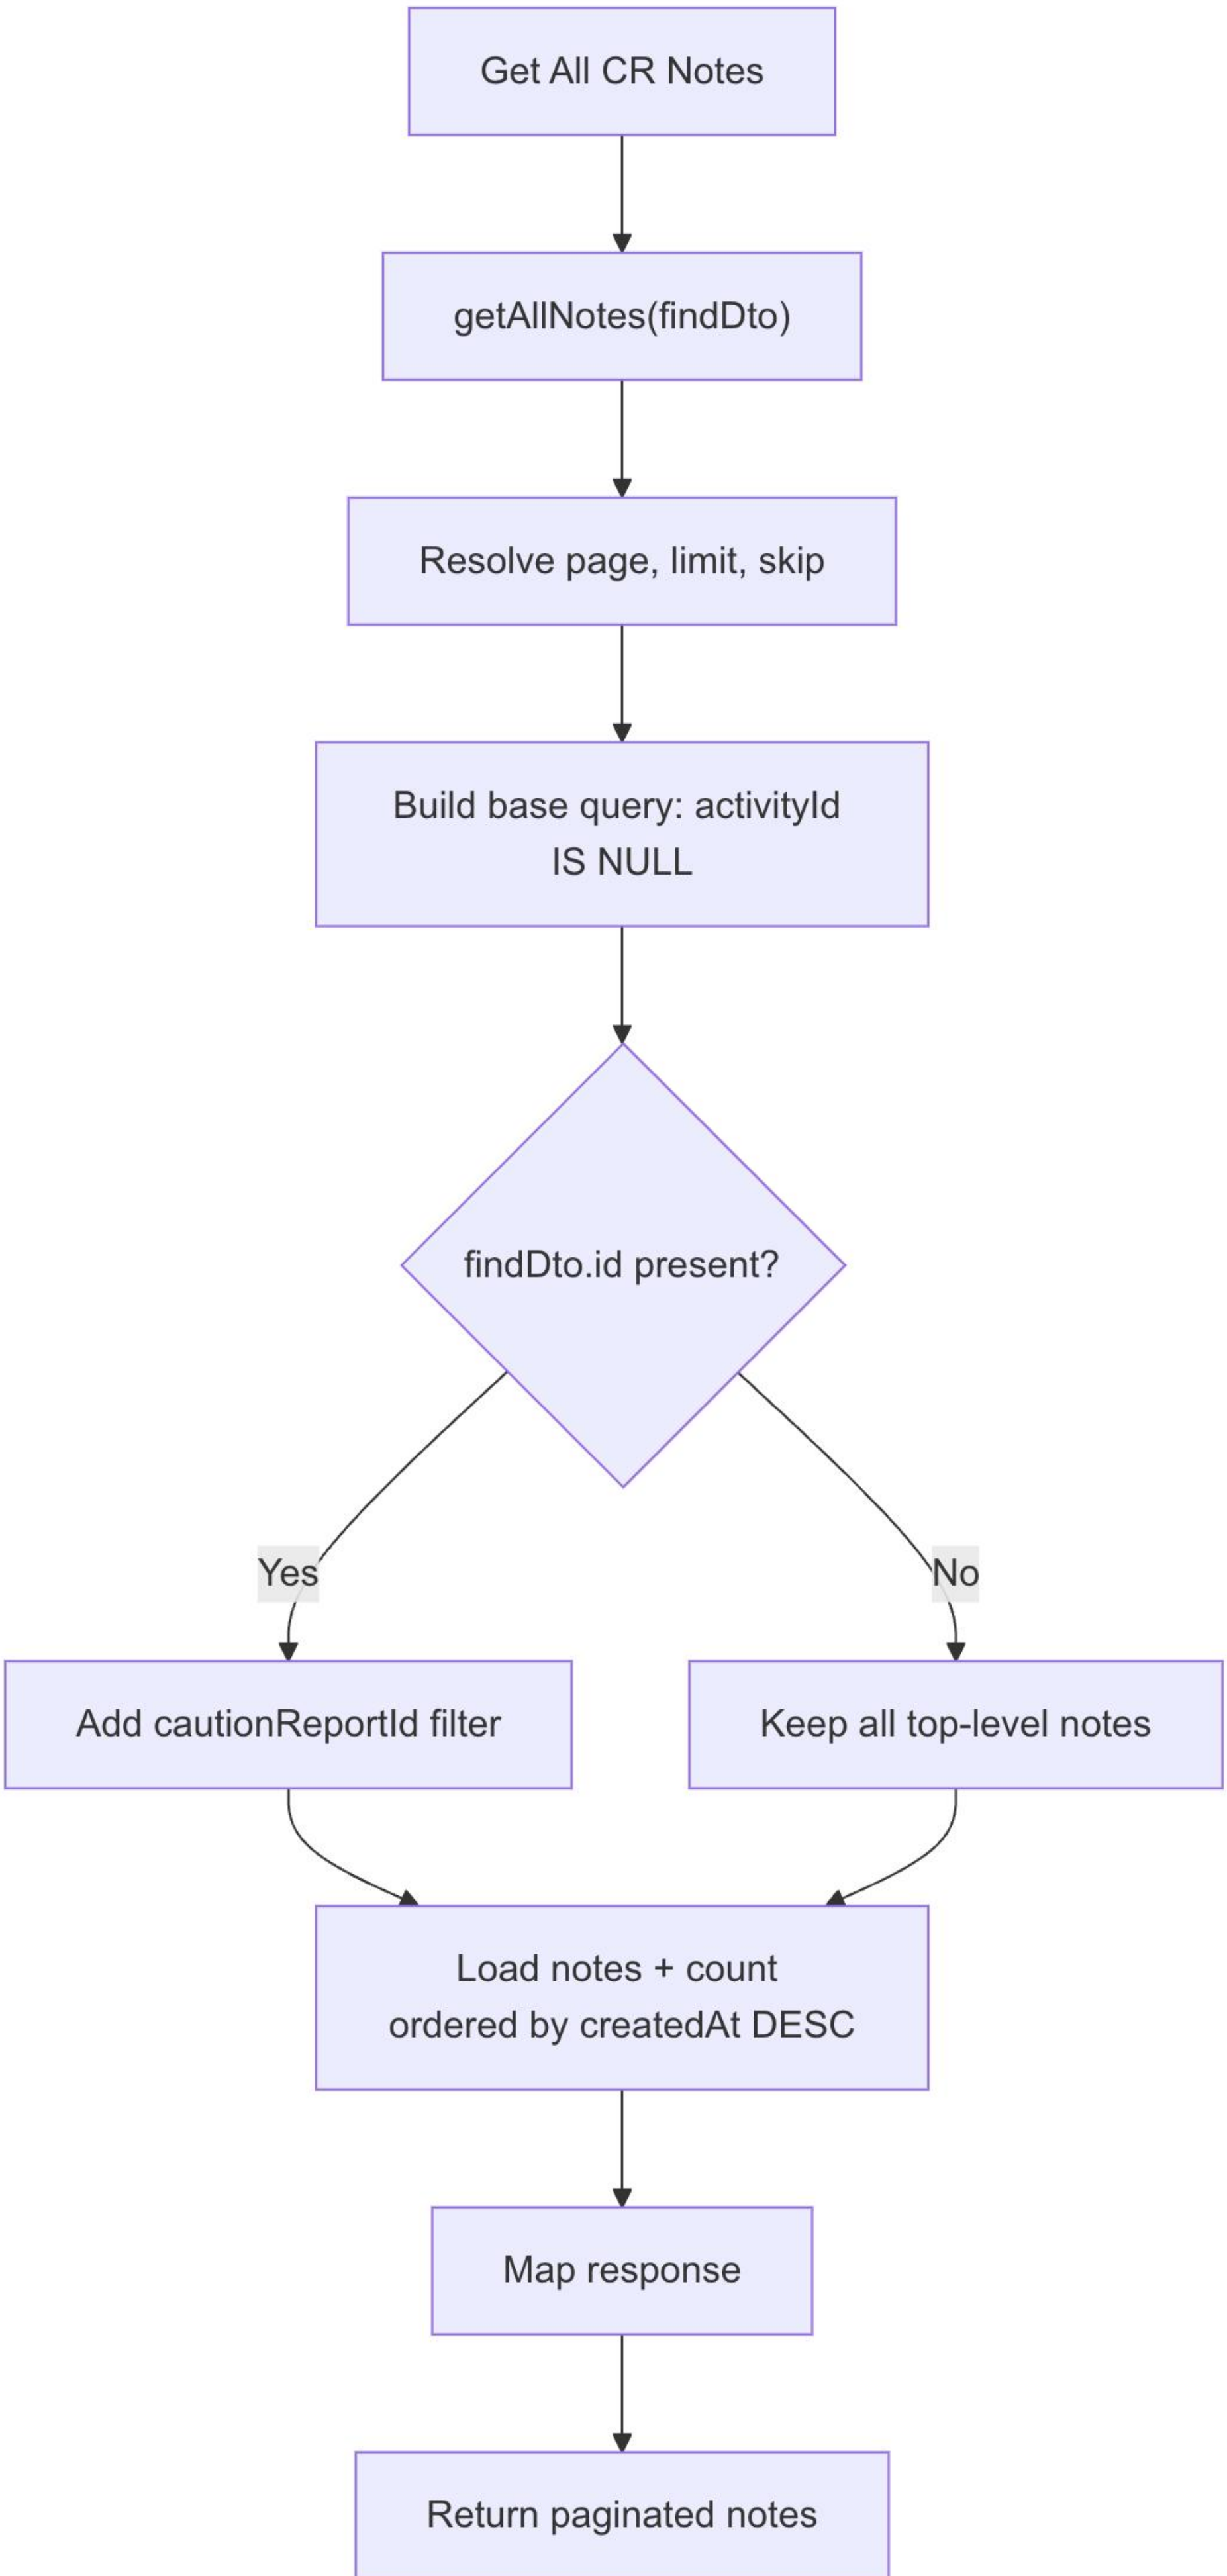 Get All CR Notes
getAllNotes(findDto)
Resolve page, limit, skip
Build base query: activityId
IS NULL
findDto.id present?
Yes
No
Add cautionReportId filter
Keep all top-level notes
Load notes + count
ordered by createdAt DESC
Map response
Return paginated notes